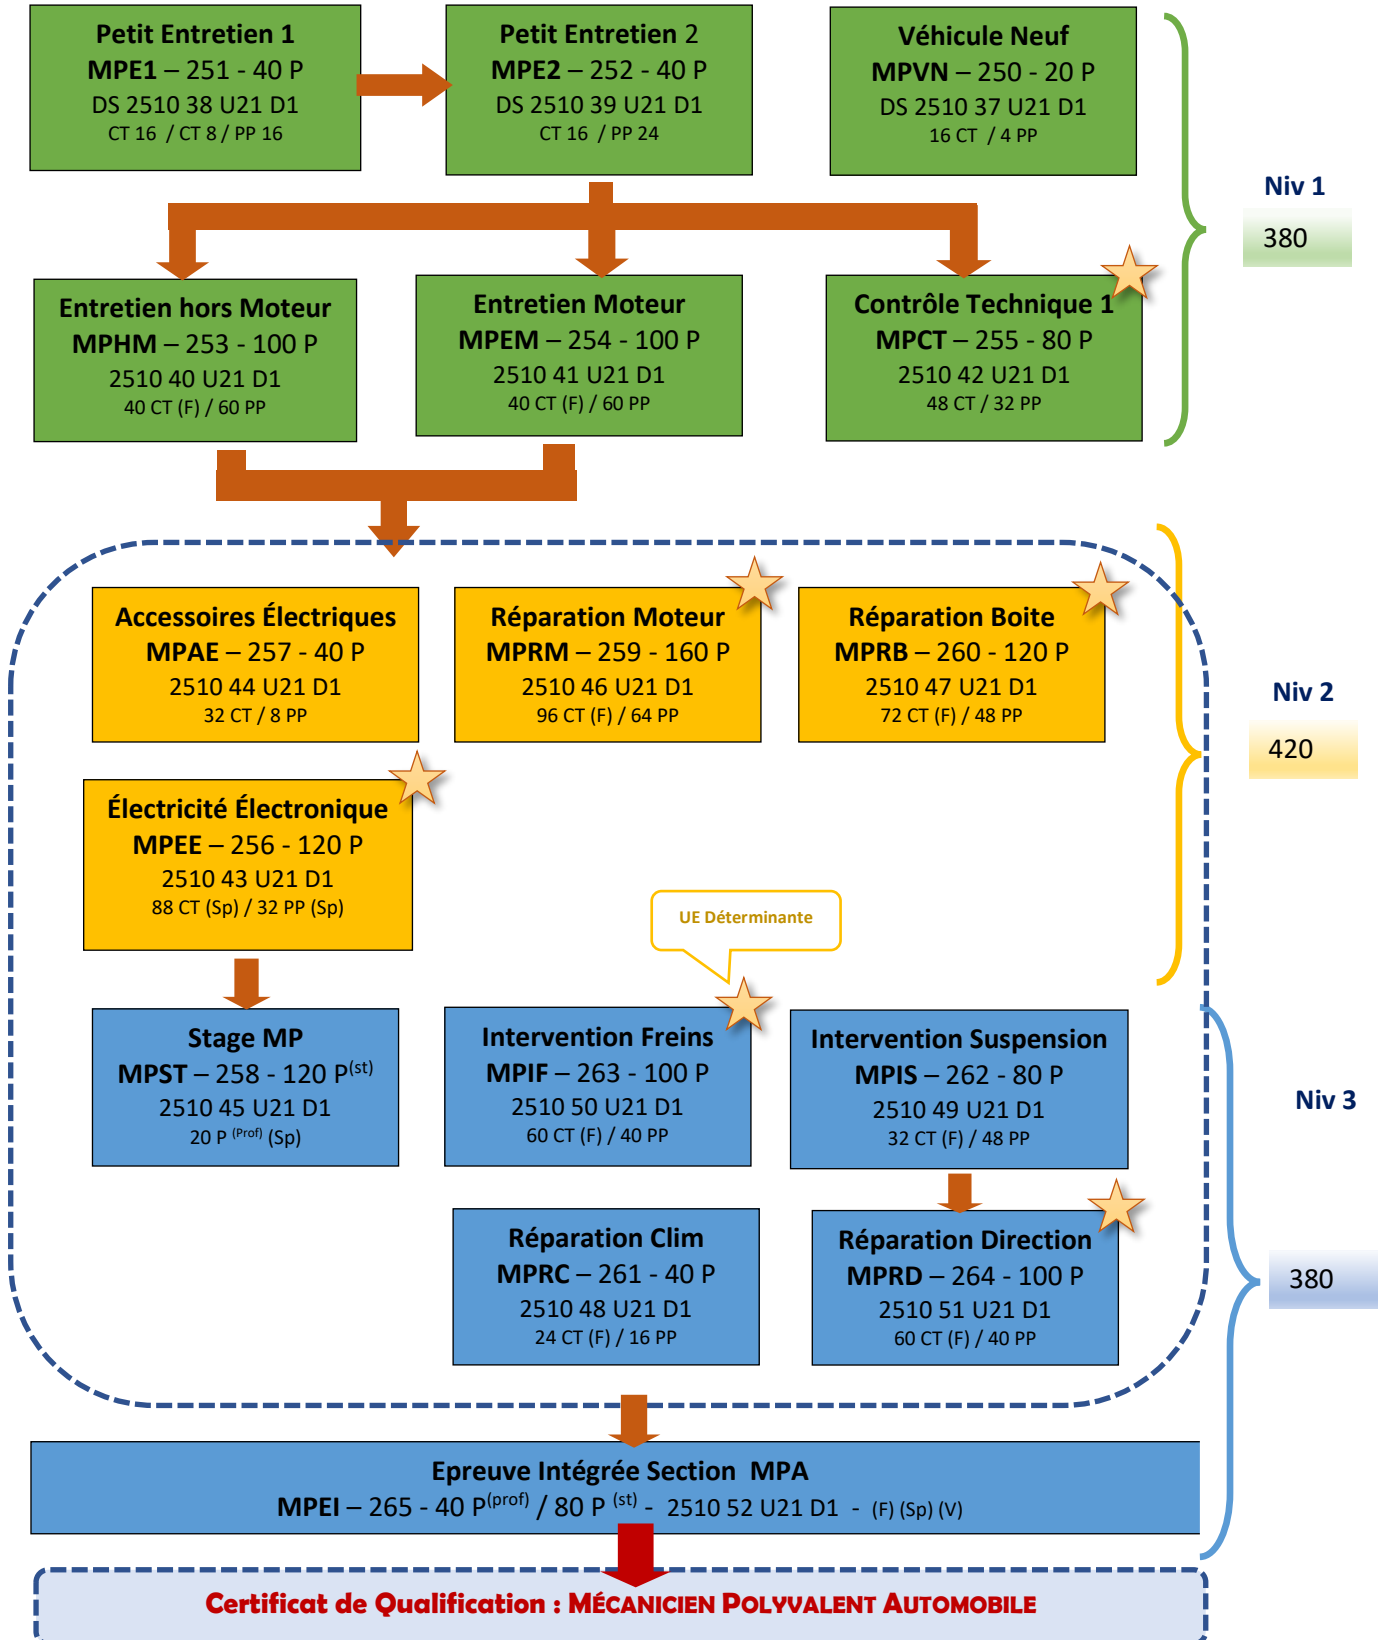 Petit Entretien 1
MPE1 – 251 - 40 P
DS 2510 38 U21 D1
CT 16 / CT 8 / PP 16
Petit Entretien 2
MPE2 – 252 - 40 P
DS 2510 39 U21 D1
CT 16 / PP 24
Véhicule Neuf
MPVN – 250 - 20 P
DS 2510 37 U21 D1
16 CT / 4 PP
Niv 1
380
Entretien hors Moteur
MPHM – 253 - 100 P
2510 40 U21 D1
40 CT (F) / 60 PP
Entretien Moteur
MPEM – 254 - 100 P
2510 41 U21 D1
40 CT (F) / 60 PP
Contrôle Technique 1
MPCT – 255 - 80 P
2510 42 U21 D1
48 CT / 32 PP
Accessoires Électriques
MPAE – 257 - 40 P
2510 44 U21 D1
32 CT / 8 PP
Réparation Moteur
MPRM – 259 - 160 P
2510 46 U21 D1
96 CT (F) / 64 PP
Réparation Boite
MPRB – 260 - 120 P
2510 47 U21 D1
72 CT (F) / 48 PP
Niv 2
420
Électricité Électronique
MPEE – 256 - 120 P
2510 43 U21 D1
88 CT (Sp) / 32 PP (Sp)
UE Déterminante
Stage MP
MPST – 258 - 120 P(st)
2510 45 U21 D1
20 P (Prof) (Sp)
Intervention Freins
MPIF – 263 - 100 P
2510 50 U21 D1
60 CT (F) / 40 PP
Intervention Suspension
MPIS – 262 - 80 P
2510 49 U21 D1
32 CT (F) / 48 PP
Niv 3
380
Réparation Clim
MPRC – 261 - 40 P
2510 48 U21 D1
24 CT (F) / 16 PP
Réparation Direction
MPRD – 264 - 100 P
2510 51 U21 D1
60 CT (F) / 40 PP
Epreuve Intégrée Section MPA
MPEI – 265 - 40 P(prof) / 80 P (st) - 2510 52 U21 D1 - (F) (Sp) (V)
Certificat de Qualification : MÉCANICIEN POLYVALENT AUTOMOBILE